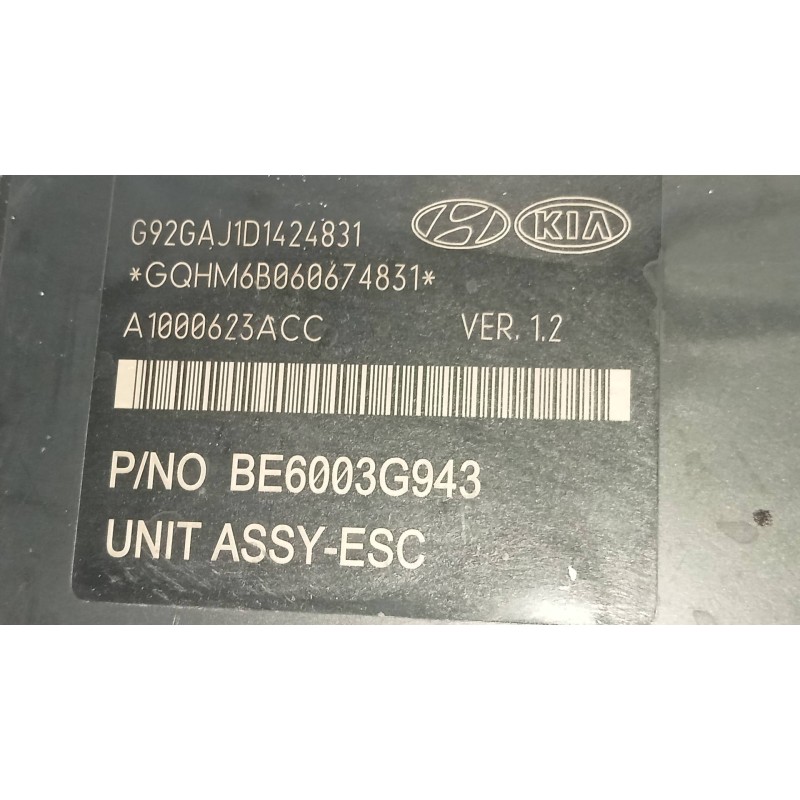 G92GAJ1D1424831
KIA
*GQHM6B060674831*
A1000623ACC VER. 1.2
P/NO BE6003G943
UNIT ASSY-ESC